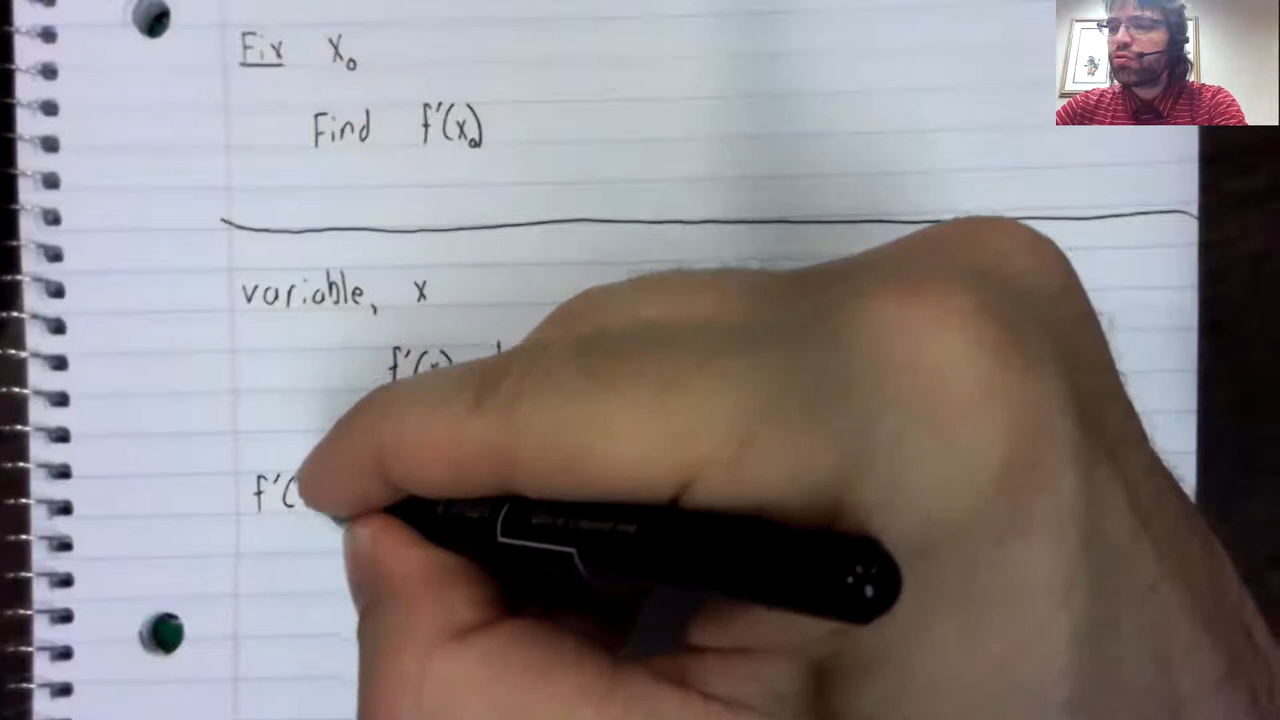 Fix x₀
Find f'(x₀)
variable, x
f'(x)
f'(